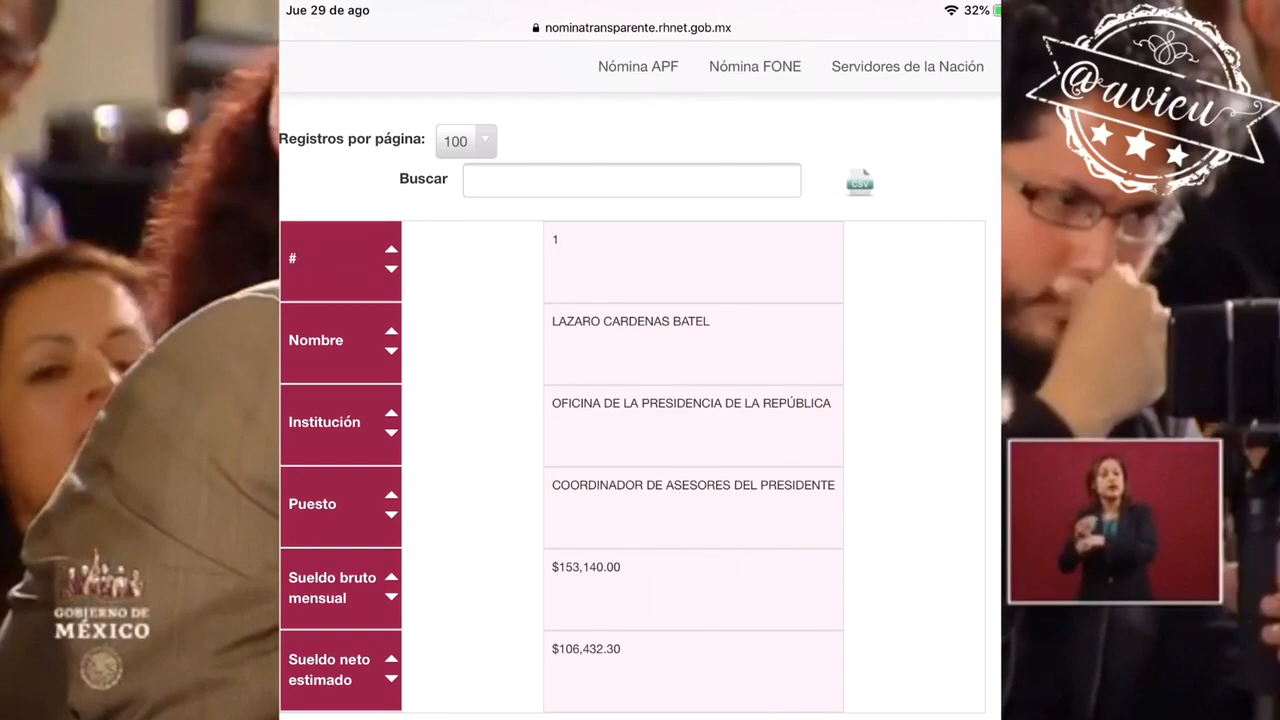 Jue 29 de ago
32%
nominatransparente.rhnet.gob.mx
Nómina APF Nómina FONE Servidores de la Nación
@avieu
Registros por página: 100
Buscar
CSV
# 1
Nombre LAZARO CARDENAS BATEL
Institución OFICINA DE LA PRESIDENCIA DE LA REPÚBLICA
Puesto COORDINADOR DE ASESORES DEL PRESIDENTE
Sueldo bruto
mensual
$153,140.00
Sueldo neto
estimado
$106,432.30
GOBIERNO DE
MÉXICO